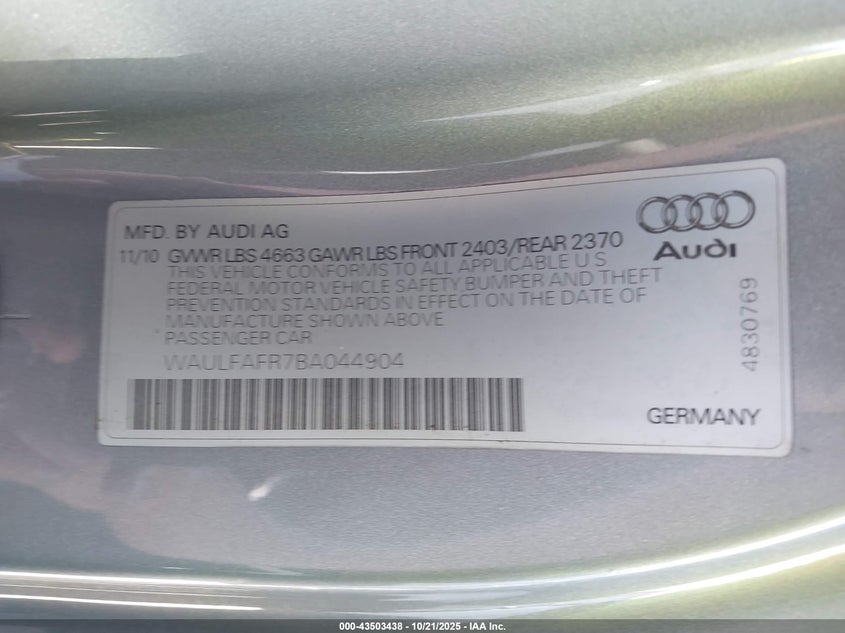 MFD. BY AUDI AG
11/10 GVWR LBS 4663 GAWR LBS FRONT 2403/REAR 2370
THIS VEHICLE CONFORMS TO ALL APPLICABLE U S
FEDERAL MOTOR VEHICLE SAFETY, BUMPER AND THEFT
PREVENTION STANDARDS IN EFFECT ON THE DATE OF
MANUFACTURE SHOWN ABOVE
PASSENGER CAR
WAULFAFR7BA044904
Audi
4830769
GERMANY
000-43503438 - 10/21/2025 - IAA Inc.